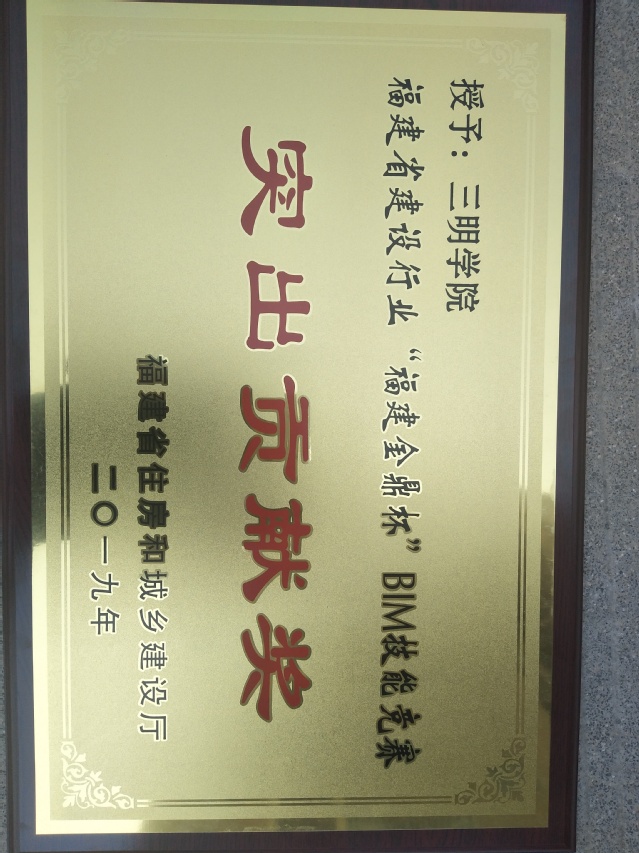 授予：三明学院
福建省建设行业“福建金鼎杯”BIM技能竞赛
突出贡献奖
福建省住房和城乡建设厅
二〇一九年